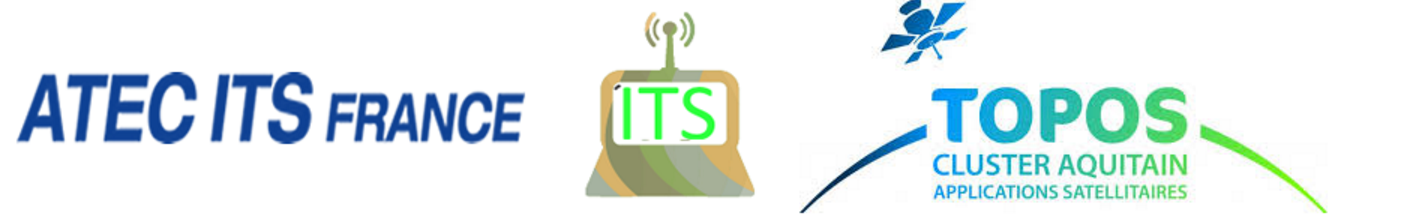 ATEC ITS FRANCE
ITS
TOPOS
CLUSTER AQUITAIN
APPLICATIONS SATELLITAIRES